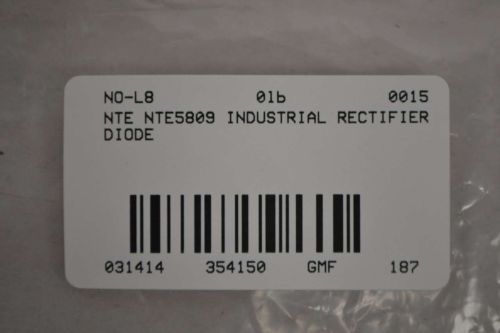 NO-L8 01b 0015
NTE NTE5809 INDUSTRIAL RECTIFIER
DIODE
031414 354150 GMF 187